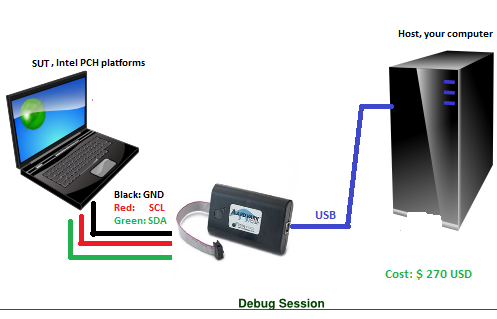 Host, your computer
SUT , Intel PCH platforms
Black: GND
Red: SCL
Green: SDA
Aardvark
USB
Cost: $ 270 USD
Debug Session